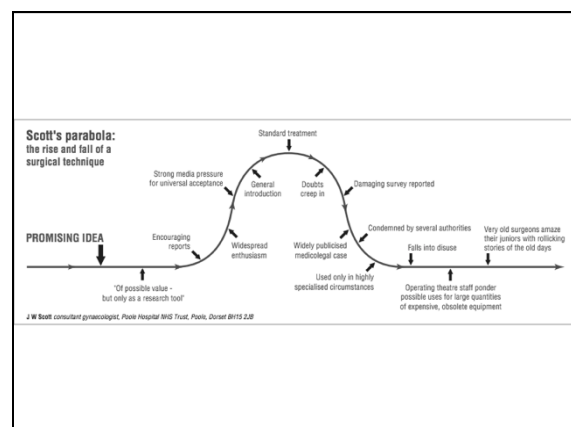 Scott's parabola:
the rise and fall of a
surgical technique
PROMISING IDEA
"Of possible value -
but only as a research tool"
Encouraging
reports
Widespread
enthusiasm
Strong media pressure
for universal acceptance
General
introduction
Standard treatment
Doubts
creep in
Damaging survey reported
Widely publicised
medicolegal case
Condemned by several authorities
Used only in highly
specialised circumstances
Falls into disuse
Operating theatre staff ponder
possible uses for large quantities
of expensive, obsolete equipment
Very old surgeons amaze
their juniors with rollicking
stories of the old days
J W Scott consultant gynaecologist, Poole Hospital NHS Trust, Poole, Dorset BH15 2JB